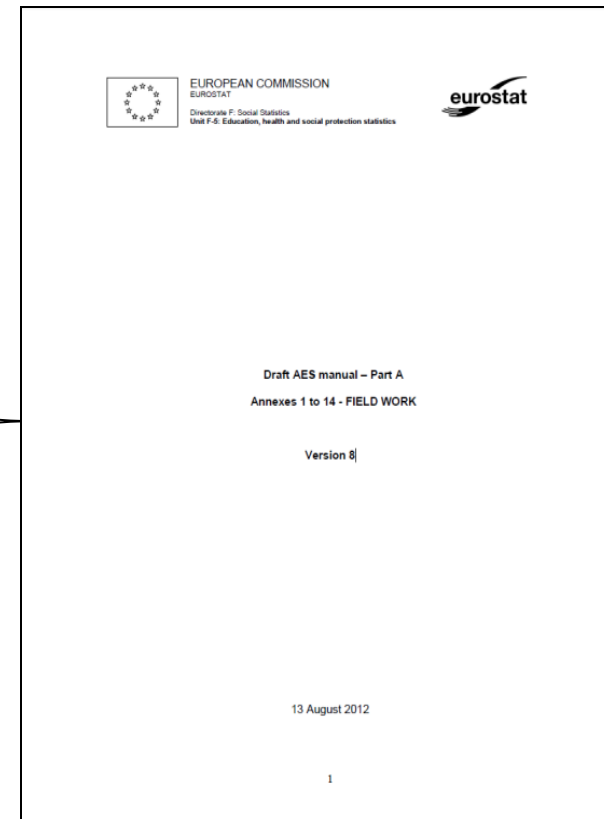 EUROPEAN COMMISSION
EUROSTAT
Directorate F: Social Statistics
Unit F-5: Education, health and social protection statistics
eurostat
Draft AES manual – Part A
Annexes 1 to 14 - FIELD WORK
Version 8
13 August 2012
1